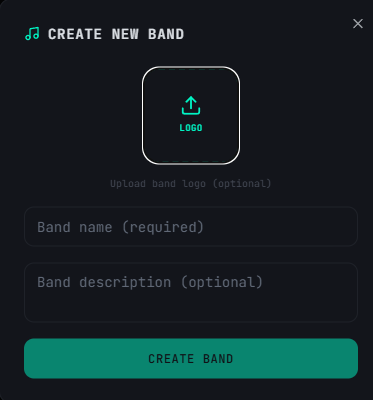 CREATE NEW BAND
LOGO
Upload band logo (optional)
Band name (required)
Band description (optional)
CREATE BAND